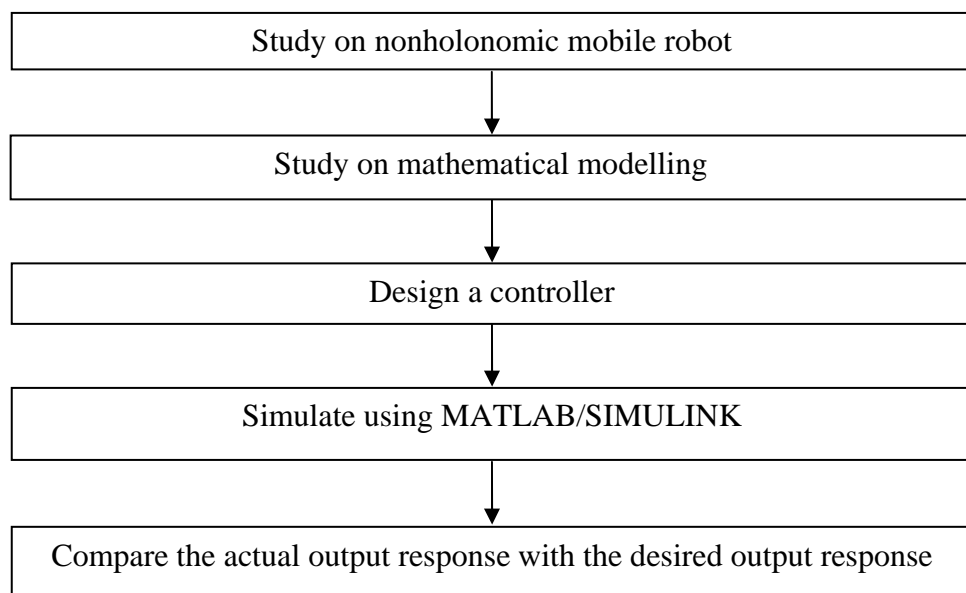 Study on nonholonomic mobile robot
Study on mathematical modelling
Design a controller
Simulate using MATLAB/SIMULINK
Compare the actual output response with the desired output response